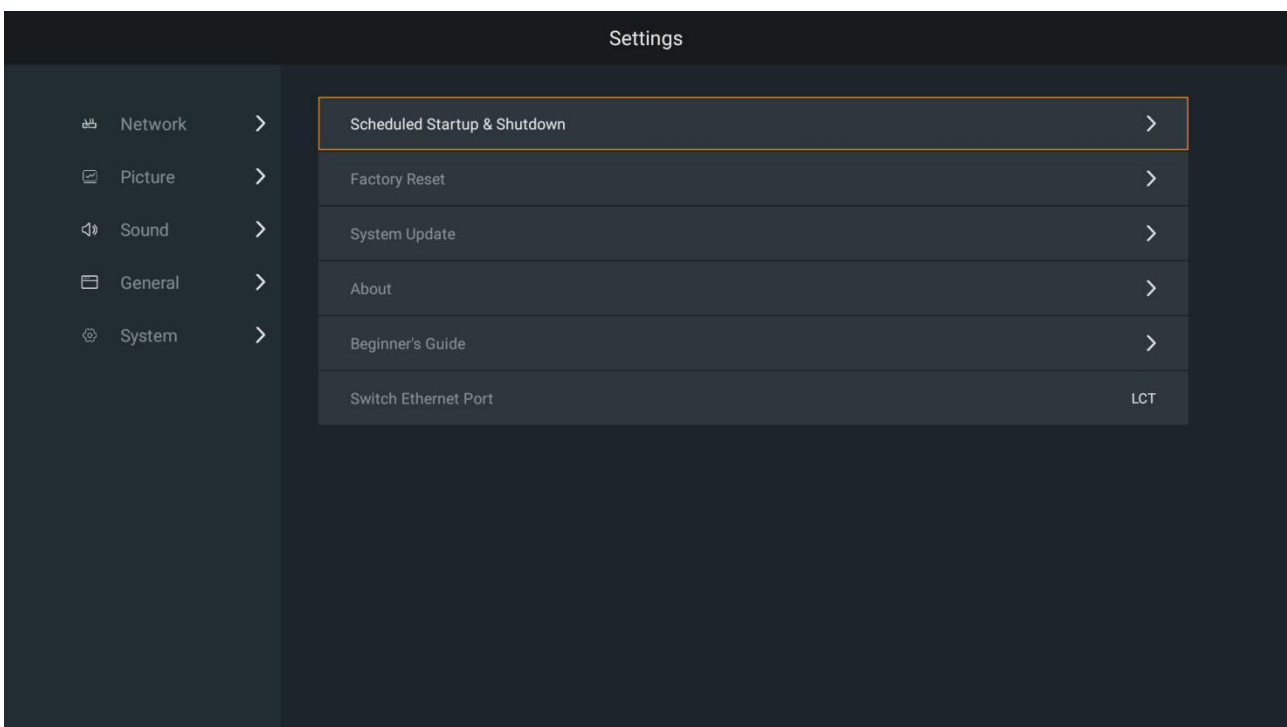 Settings
Network
Picture
Sound
General
System
Scheduled Startup & Shutdown
Factory Reset
System Update
About
Beginner's Guide
Switch Ethernet Port LCT